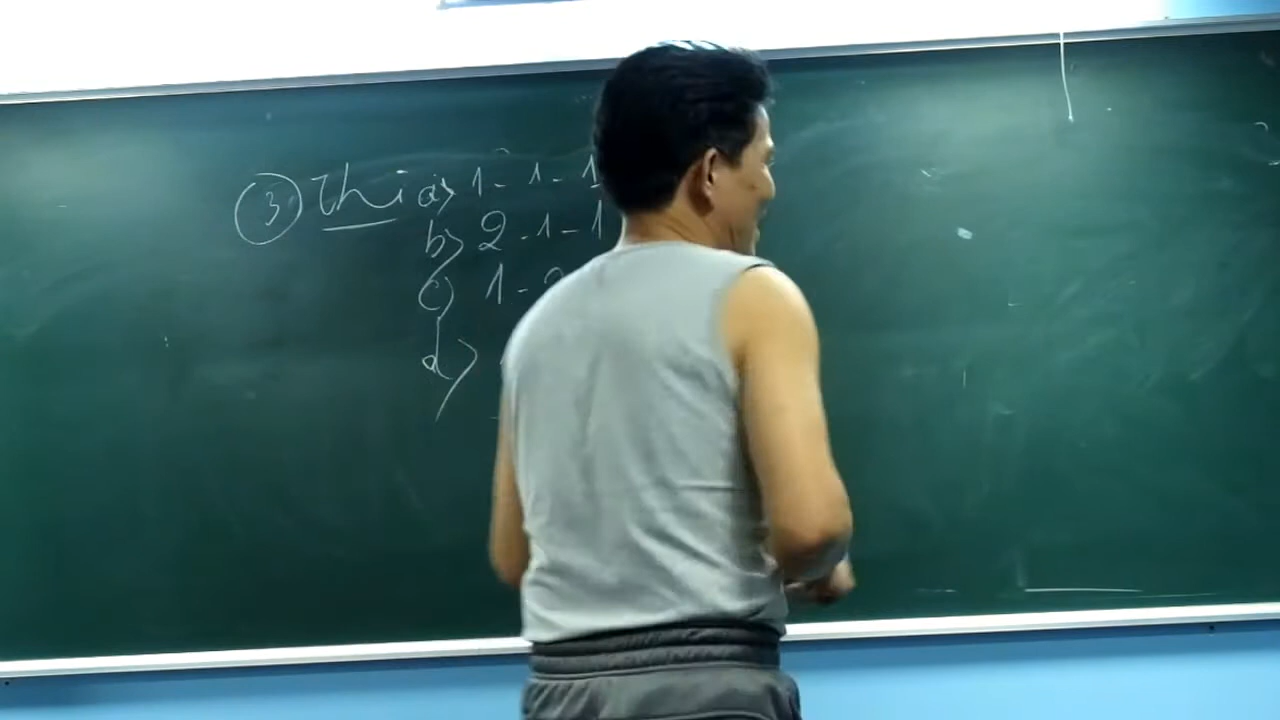 ③ Thi a) 1 - 1 - 1
b) 2 - 1 - 1
c) 1 -
d)